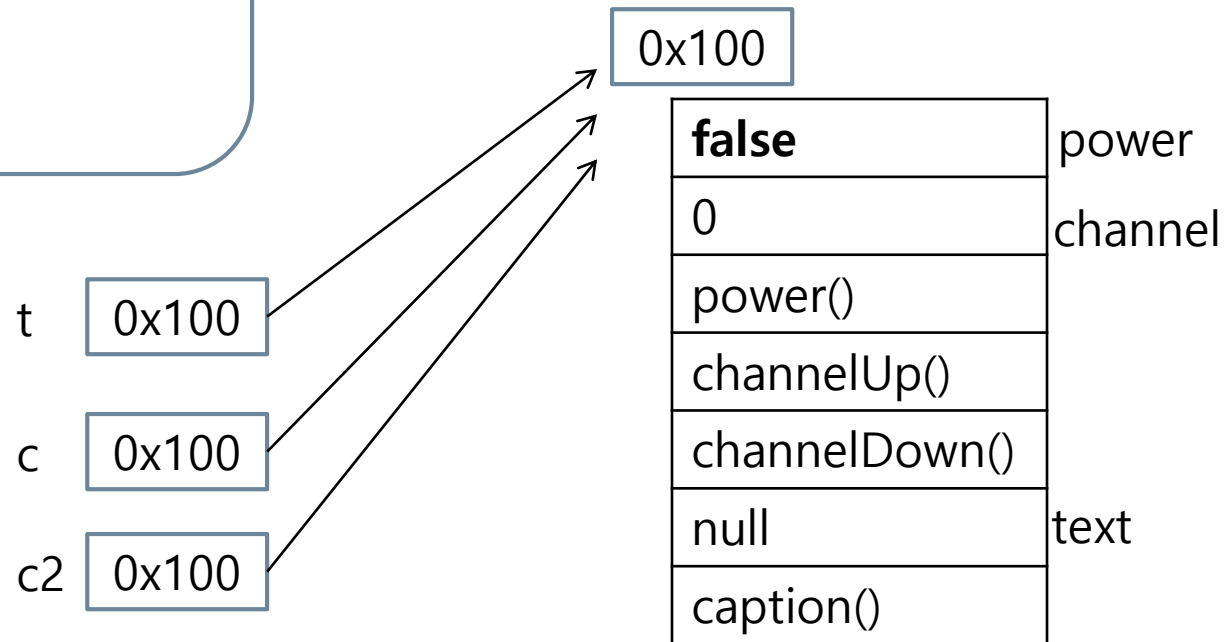 0x100
false power
0 channel
power()
t 0x100
channelUp()
c 0x100
channelDown()
null text
c2 0x100
caption()